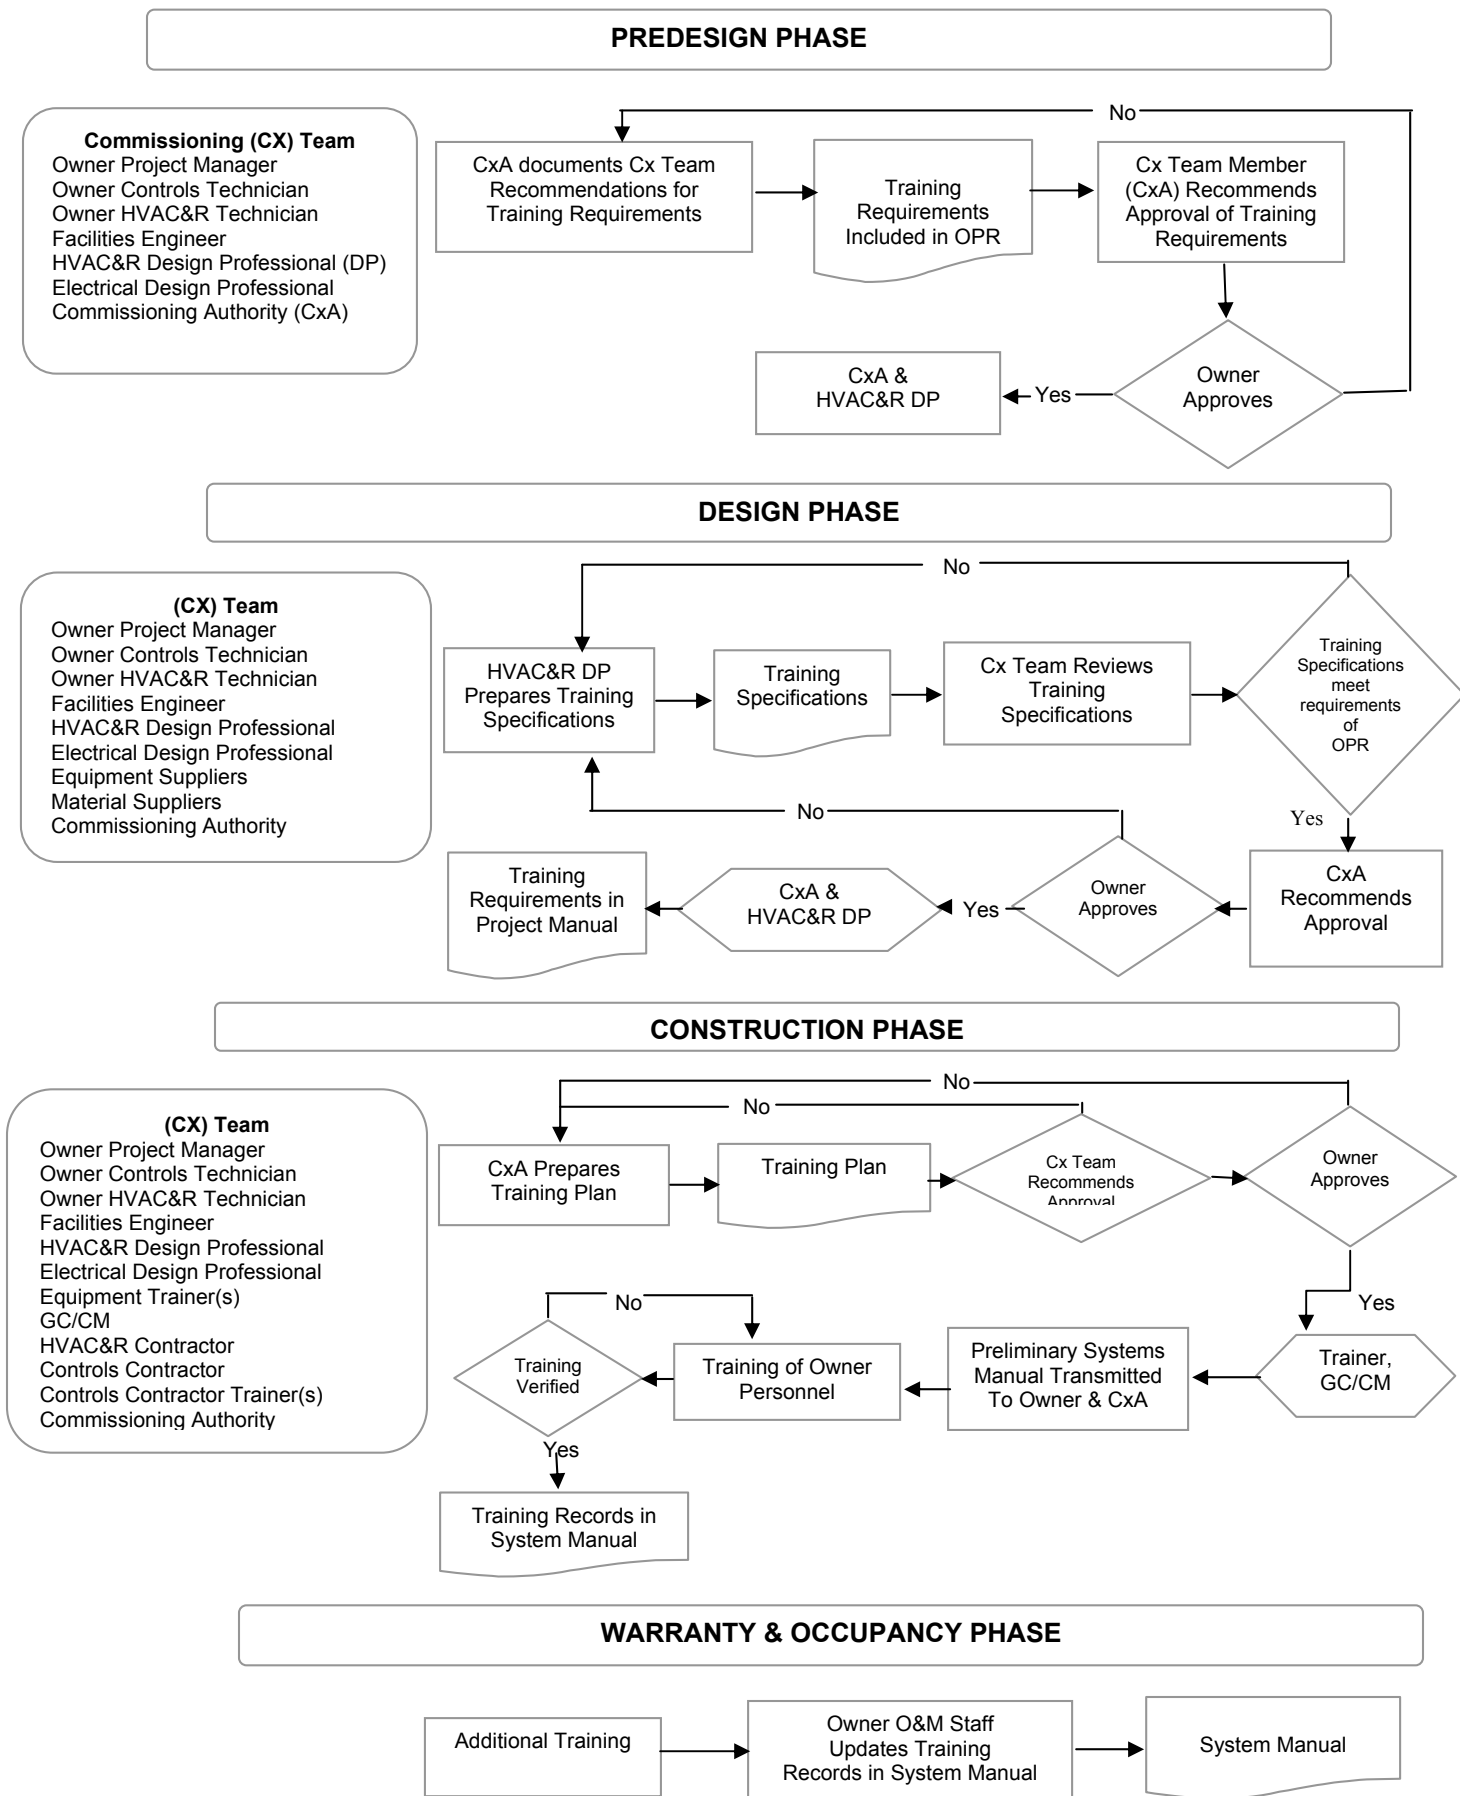 PREDESIGN PHASE
Commissioning (CX) Team
Owner Project Manager
Owner Controls Technician
Owner HVAC&R Technician
Facilities Engineer
HVAC&R Design Professional (DP)
Electrical Design Professional
Commissioning Authority (CxA)
No
CxA documents Cx Team
Recommendations for
Training Requirements
Training
Requirements
Included in OPR
Cx Team Member
(CxA) Recommends
Approval of Training
Requirements
Owner
Approves
Yes
CxA &
HVAC&R DP
DESIGN PHASE
(CX) Team
Owner Project Manager
Owner Controls Technician
Owner HVAC&R Technician
Facilities Engineer
HVAC&R Design Professional
Electrical Design Professional
Equipment Suppliers
Material Suppliers
Commissioning Authority
No
HVAC&R DP
Prepares Training
Specifications
Training
Specifications
Cx Team Reviews
Training
Specifications
Training
Specifications
meet
requirements
of
OPR
Yes
No
CxA
Recommends
Approval
Owner
Approves
Yes
CxA &
HVAC&R DP
Training
Requirements in
Project Manual
CONSTRUCTION PHASE
(CX) Team
Owner Project Manager
Owner Controls Technician
Owner HVAC&R Technician
Facilities Engineer
HVAC&R Design Professional
Electrical Design Professional
Equipment Trainer(s)
GC/CM
HVAC&R Contractor
Controls Contractor
Controls Contractor Trainer(s)
Commissioning Authority
No
No
CxA Prepares
Training Plan
Training Plan
Cx Team
Recommends
Approval
Owner
Approves
Yes
Trainer,
GC/CM
Preliminary Systems
Manual Transmitted
To Owner & CxA
Training of Owner
Personnel
No
Training
Verified
Yes
Training Records in
System Manual
WARRANTY & OCCUPANCY PHASE
Additional Training
Owner O&M Staff
Updates Training
Records in System Manual
System Manual